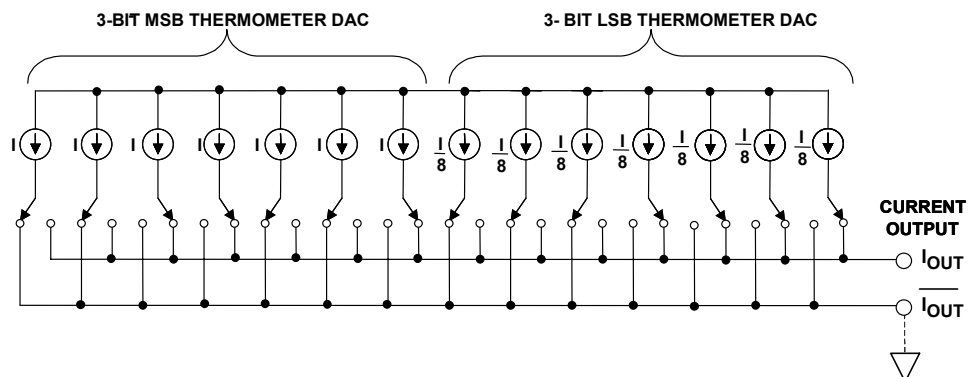 3-BIT MSB THERMOMETER DAC
3- BIT LSB THERMOMETER DAC
I I I I I I I I/8 I/8 I/8 I/8 I/8 I/8 I/8
CURRENT
OUTPUT
IOUT
IOUT